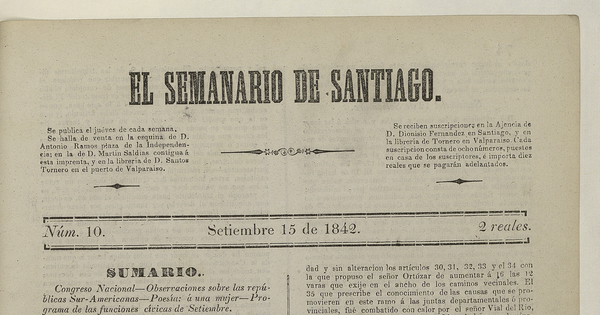 EL SEMANARIO DE SANTIAGO.
Se publica el juéves de cada semana.
Se halla de venta en la esquina de D.
Antonio Ramos plaza de la Independen-
cia; en la de D. Martin Saldías contigua á
esta imprenta, y en la librería de D. Santos
Tornero en el puerto de Valparaiso.
Se reciben suscripciones en la Ajencia de
D. Dionisio Fernandez en Santiago, y en
la librería de Tornero en Valparaiso. Cada
suscripcion consta de ocho números, puestos
en casa de los suscriptores, é importa diez
reales que se pagarán adelantados.
Núm. 10.
Setiembre 15 de 1842.
2 reales.
SUMARIO.
Congreso Nacional—Observaciones sobre las repú-
blicas Sur-Americanas—Poesía: á una mujer—Pro-
grama de las funciones cívicas de Setiembre.
dad y sin alteracion los artículos 30, 31, 32, 33 y el 34 con
la que propuso el señor Ortúzar de aumentar á 16 las 12
varas que exije en el ancho de los caminos vecinales. El
35 que prescribe el conocimiento de las causas que se pro-
movieren en este ramo á las juntas departamentales ó pro-
vinciales, fué combatido con calor por el señor Vial del Rio,